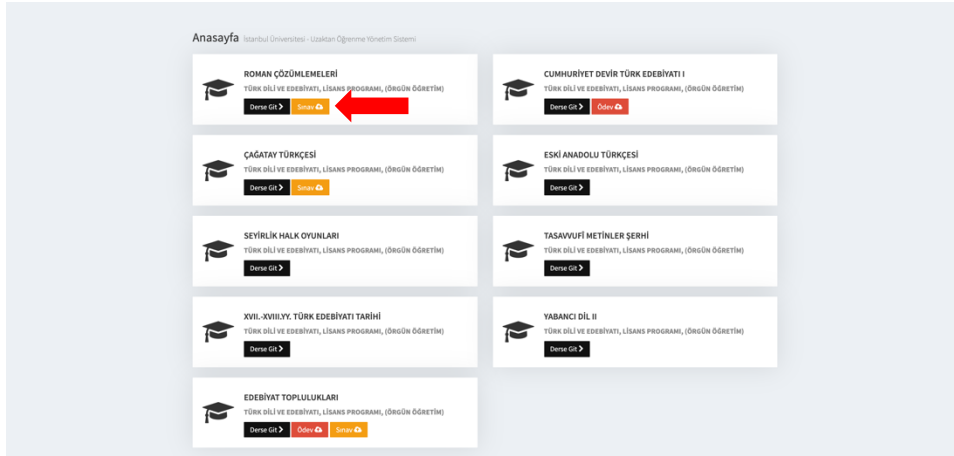 Anasayfa İstanbul Üniversitesi - Uzaktan Öğrenme Yönetim Sistemi
ROMAN ÇÖZÜMLEMELERİ
TÜRK DİLİ VE EDEBİYATI, LİSANS PROGRAMI, (ÖRGÜN ÖĞRETİM)
Derse Git Sınav
CUMHURİYET DEVİR TÜRK EDEBİYATI I
TÜRK DİLİ VE EDEBİYATI, LİSANS PROGRAMI, (ÖRGÜN ÖĞRETİM)
Derse Git Ödev
ÇAĞATAY TÜRKÇESİ
TÜRK DİLİ VE EDEBİYATI, LİSANS PROGRAMI, (ÖRGÜN ÖĞRETİM)
Derse Git Sınav
ESKİ ANADOLU TÜRKÇESİ
TÜRK DİLİ VE EDEBİYATI, LİSANS PROGRAMI, (ÖRGÜN ÖĞRETİM)
Derse Git
SEYİRLİK HALK OYUNLARI
TÜRK DİLİ VE EDEBİYATI, LİSANS PROGRAMI, (ÖRGÜN ÖĞRETİM)
Derse Git
TASAVVUFİ METİNLER ŞERHİ
TÜRK DİLİ VE EDEBİYATI, LİSANS PROGRAMI, (ÖRGÜN ÖĞRETİM)
Derse Git
XVII.-XVIII.YY. TÜRK EDEBİYATI TARİHİ
TÜRK DİLİ VE EDEBİYATI, LİSANS PROGRAMI, (ÖRGÜN ÖĞRETİM)
Derse Git
YABANCI DİL II
TÜRK DİLİ VE EDEBİYATI, LİSANS PROGRAMI, (ÖRGÜN ÖĞRETİM)
Derse Git
EDEBİYAT TOPLULUKLARI
TÜRK DİLİ VE EDEBİYATI, LİSANS PROGRAMI, (ÖRGÜN ÖĞRETİM)
Derse Git Ödev Sınav